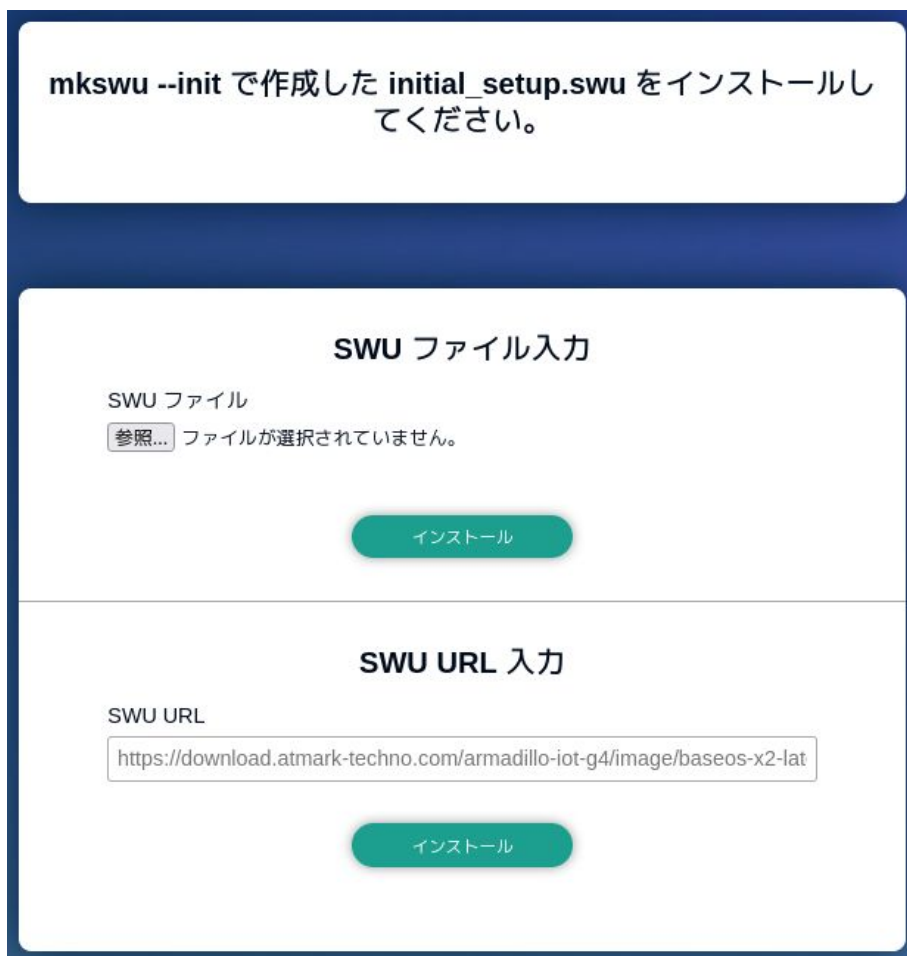 mkswu --init で作成した initial_setup.swu をインストールし
てください。
SWU ファイル入力
SWU ファイル
参照... ファイルが選択されていません。
インストール
SWU URL 入力
SWU URL
https://download.atmark-techno.com/armadillo-iot-g4/image/baseos-x2-lat
インストール